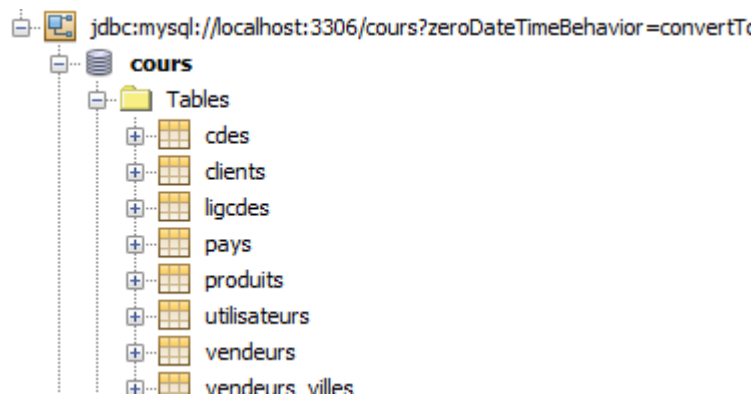 jdbc:mysql://localhost:3306/cours?zeroDateTimeBehavior=convertTo
cours
Tables
cdes
clients
ligcdes
pays
produits
utilisateurs
vendeurs
vendeurs_villes